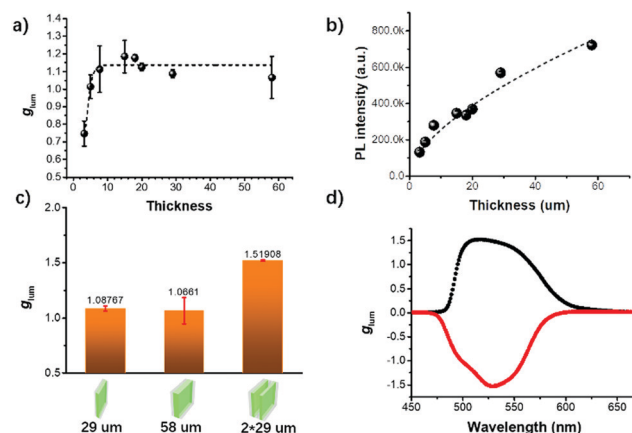 a)
1.4
1.3
1.2
1.1
1.0
0.9
0.8
0.7
0.6
0.5
g_lum
0 10 20 30 40 50 60
Thickness
b)
800.0k
600.0k
400.0k
200.0k
0.0
PL intensity (a.u.)
0 20 40 60
Thickness (um)
c)
2.0
1.5
1.0
0.5
g_lum
1.08767
1.0661
1.51908
29 um 58 um 2*29 um
d)
1.5
1.0
0.5
0.0
-0.5
-1.0
-1.5
g_lum
450 500 550 600 650
Wavelength (nm)